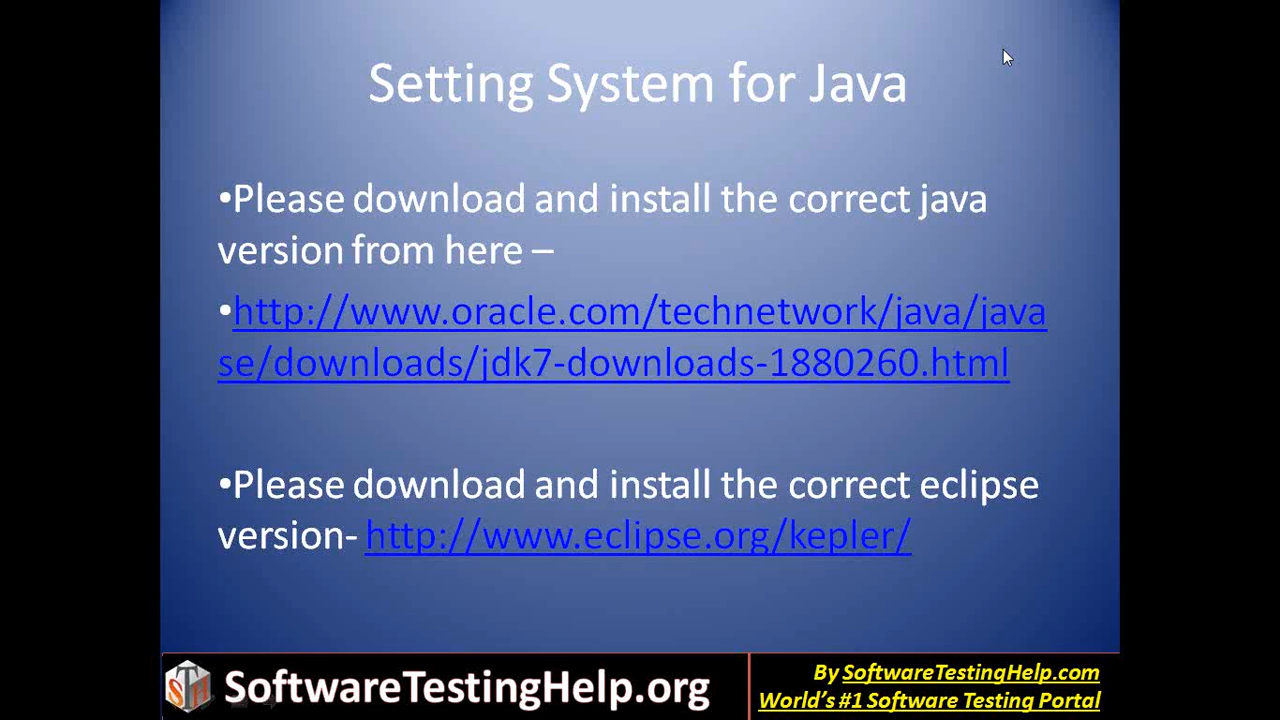 Setting System for Java
•Please download and install the correct java
version from here –
•http://www.oracle.com/technetwork/java/java
se/downloads/jdk7-downloads-1880260.html
•Please download and install the correct eclipse
version- http://www.eclipse.org/kepler/
STH
SoftwareTestingHelp.org
By SoftwareTestingHelp.com
World's #1 Software Testing Portal